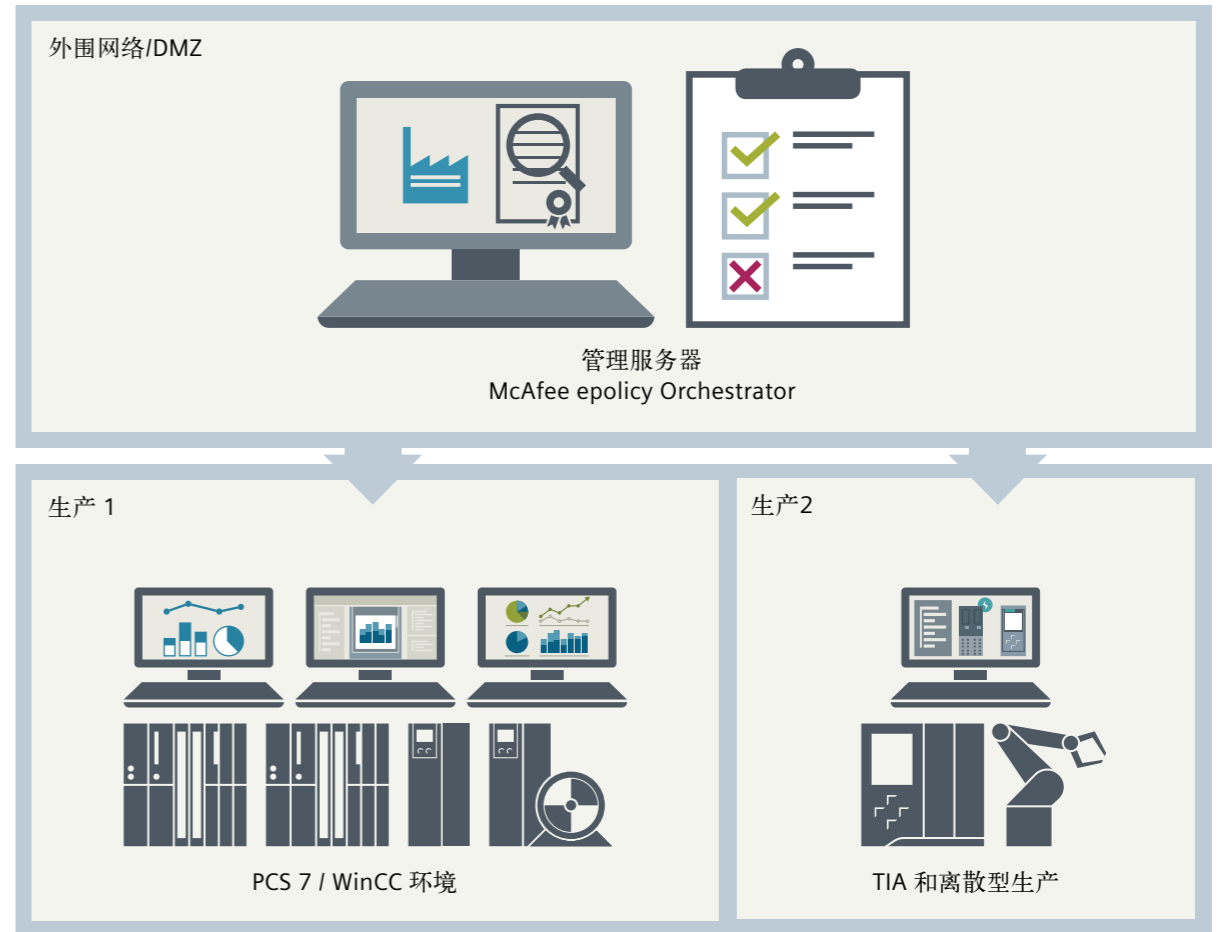 外围网络/DMZ
管理服务器
McAfee epolicy Orchestrator
生产 1
生产2
PCS 7 / WinCC 环境
TIA 和离散型生产